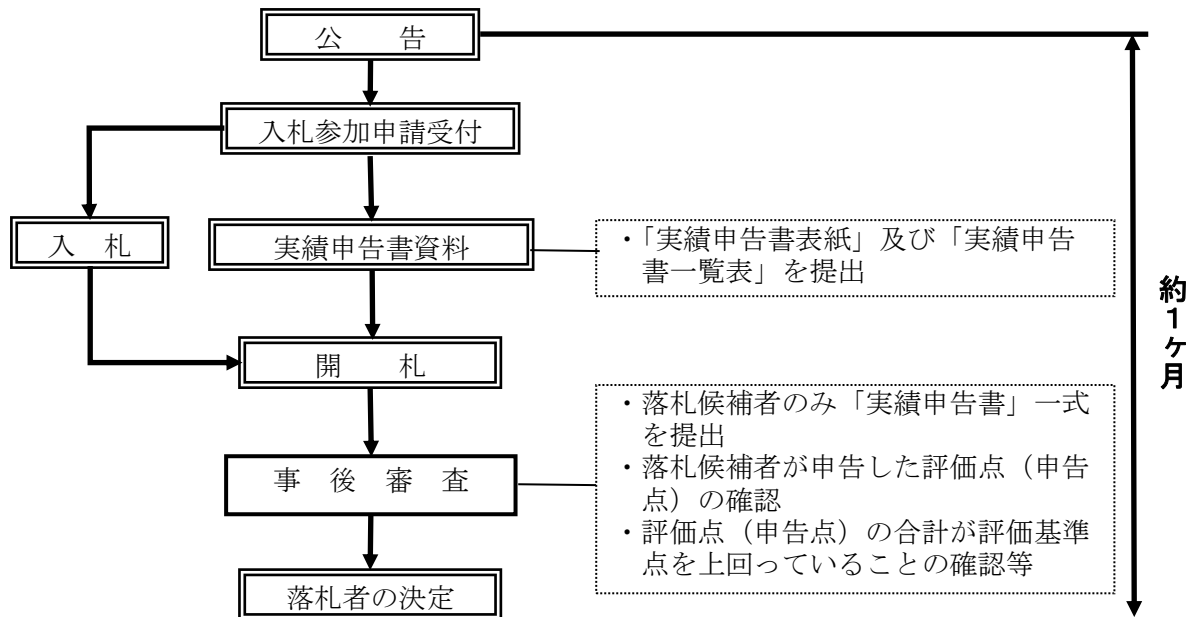 公 告
入札参加申請受付
入 札
実績申告書資料
・「実績申告書表紙」及び「実績申告
書一覧表」を提出
開 札
・落札候補者のみ「実績申告書」一式
を提出
・落札候補者が申告した評価点（申告
点）の確認
・評価点（申告点）の合計が評価基準
点を上回っていることの確認等
事 後 審 査
落札者の決定
約１ヶ月